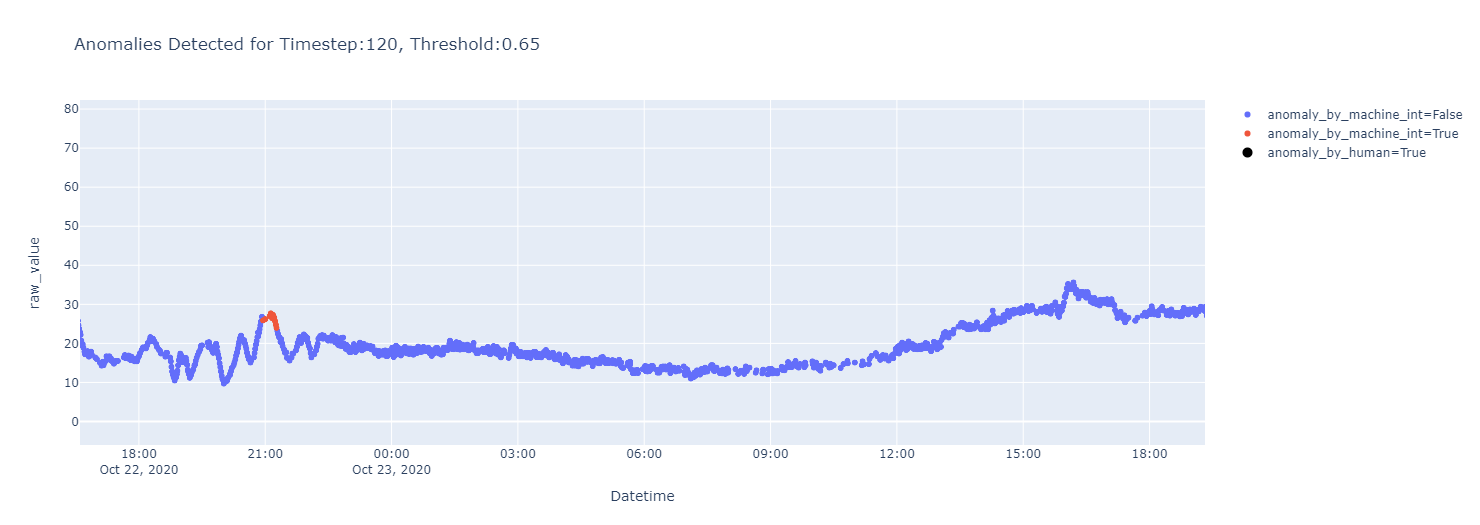 Anomalies Detected for Timestep:120, Threshold:0.65
80
70
60
50
40
30
20
10
0
raw_value
18:00
Oct 22, 2020
21:00
00:00
Oct 23, 2020
03:00
06:00
09:00
12:00
15:00
18:00
Datetime
anomaly_by_machine_int=False
anomaly_by_machine_int=True
anomaly_by_human=True